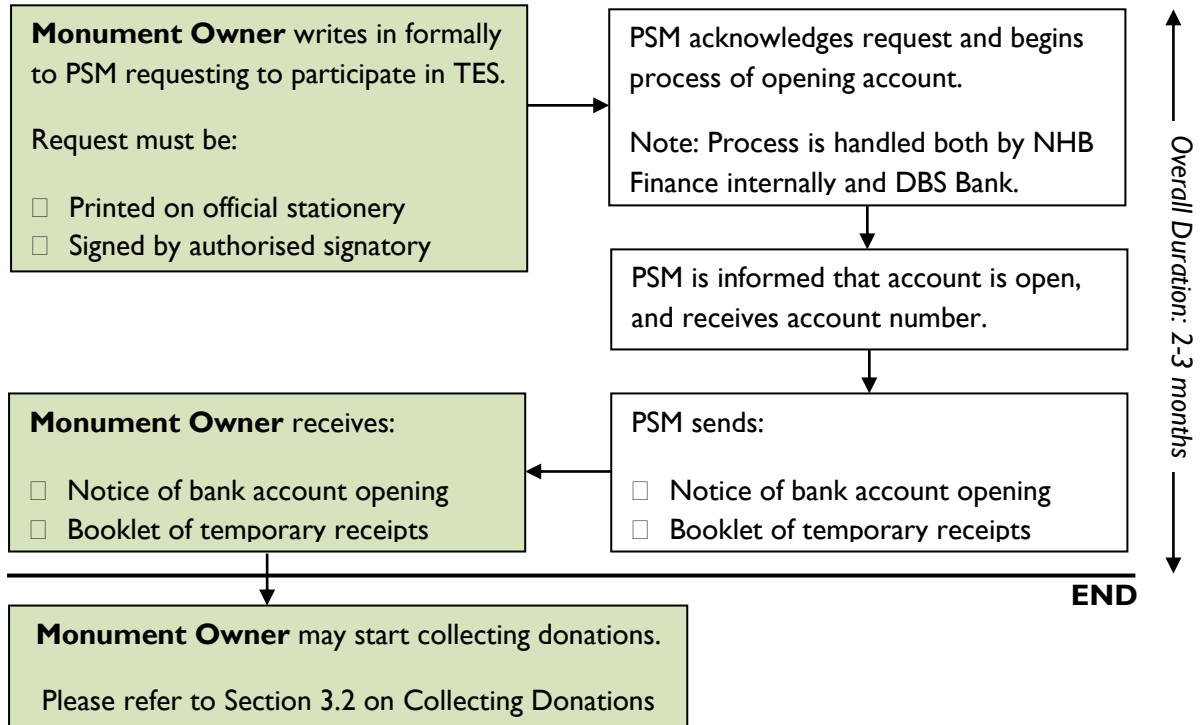 Monument Owner writes in formally
to PSM requesting to participate in TES.
Request must be:
☐ Printed on official stationery
☐ Signed by authorised signatory
PSM acknowledges request and begins
process of opening account.
Note: Process is handled both by NHB
Finance internally and DBS Bank.
PSM is informed that account is open,
and receives account number.
PSM sends:
☐ Notice of bank account opening
☐ Booklet of temporary receipts
Monument Owner receives:
☐ Notice of bank account opening
☐ Booklet of temporary receipts
Overall Duration: 2-3 months
END
Monument Owner may start collecting donations.
Please refer to Section 3.2 on Collecting Donations